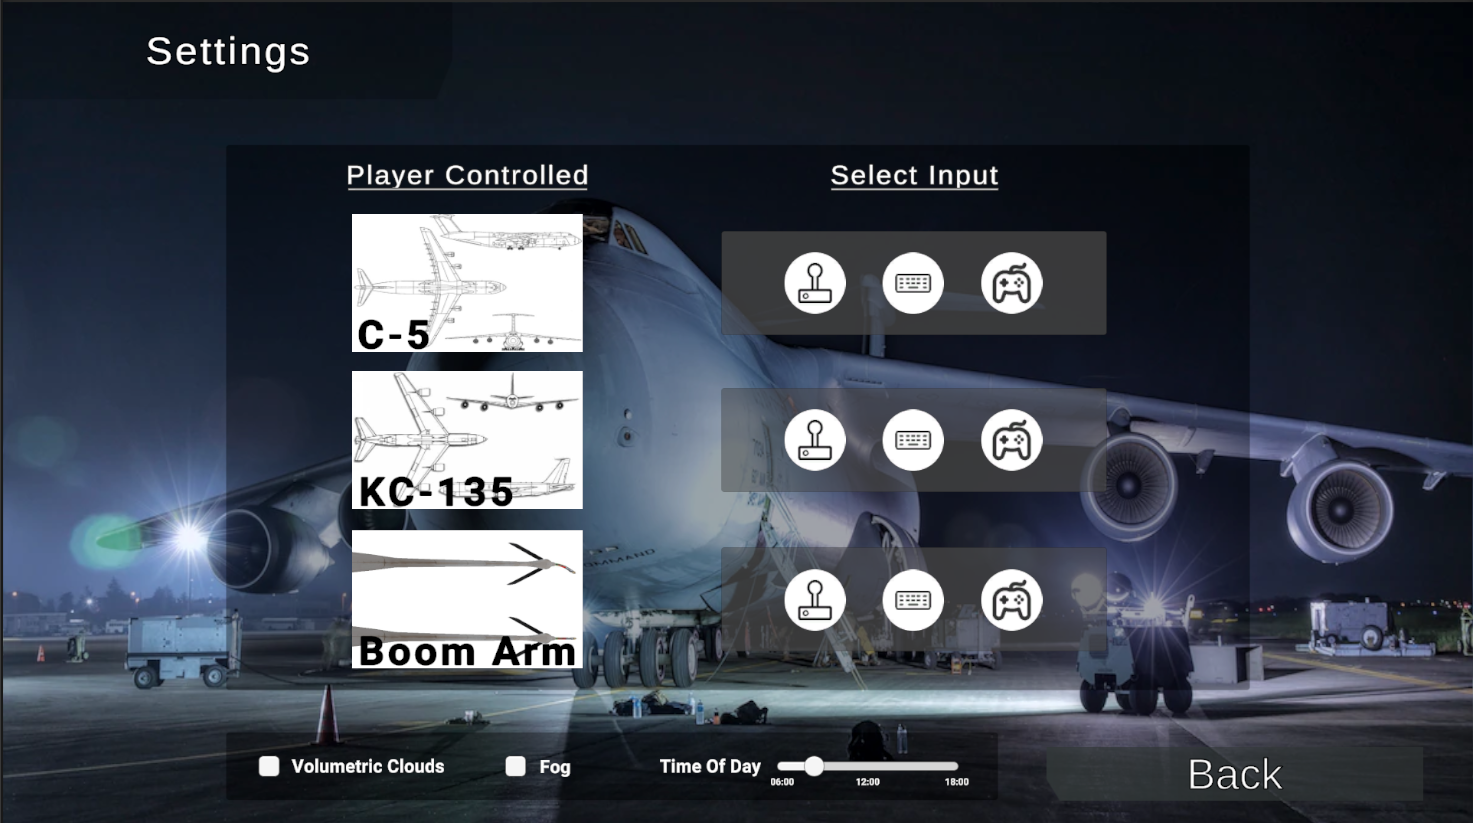 Settings
Player Controlled
Select Input
C-5
KC-135
Boom Arm
OMMAND
Volumetric Clouds
Fog
Time Of Day
06:00
12:00
18:00
Back